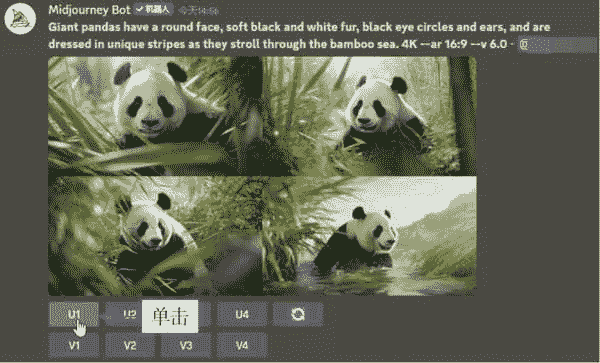 Midjourney Bot ✓ 机器人 今天14:56
Giant pandas have a round face, soft black and white fur, black eye circles and ears, and are
dressed in unique stripes as they stroll through the bamboo sea. 4K --ar 16:9 --v 6.0 -
U1 U2 单击 U4
V1 V2 V3 V4